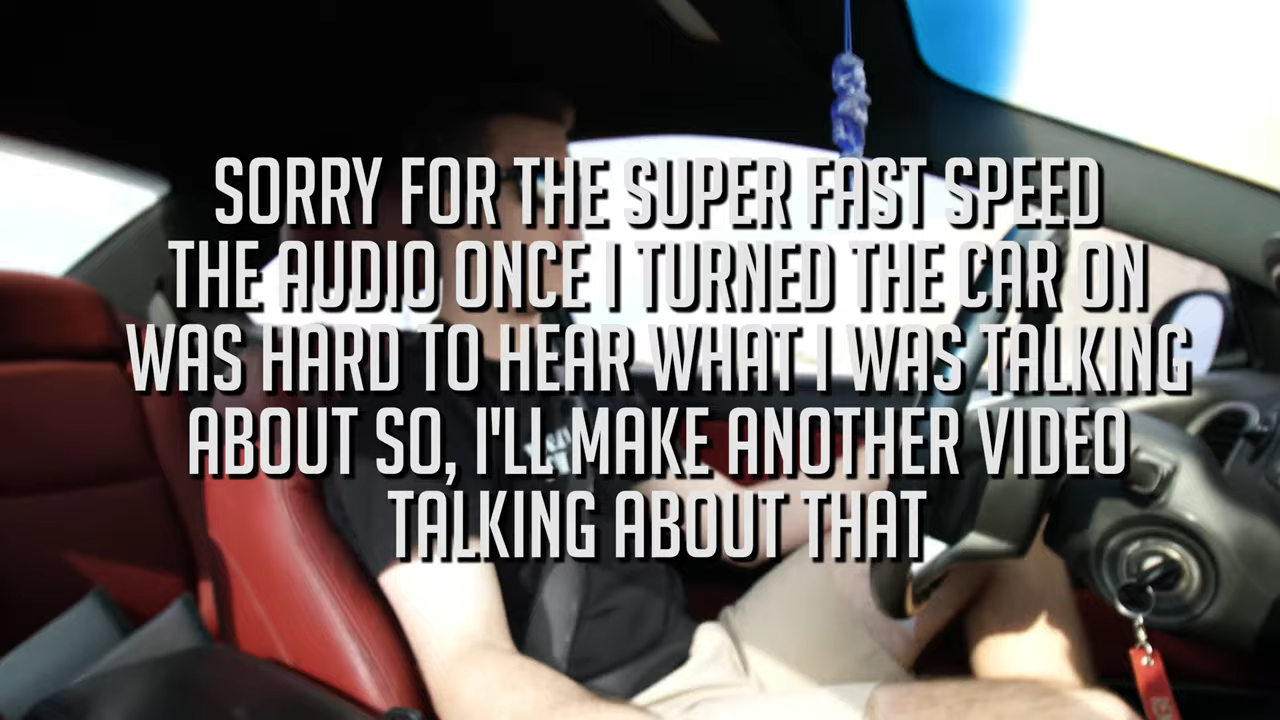 SORRY FOR THE SUPER FAST SPEED
THE AUDIO ONCE I TURNED THE CAR ON
WAS HARD TO HEAR WHAT I WAS TALKING
ABOUT SO, I'LL MAKE ANOTHER VIDEO
TALKING ABOUT THAT